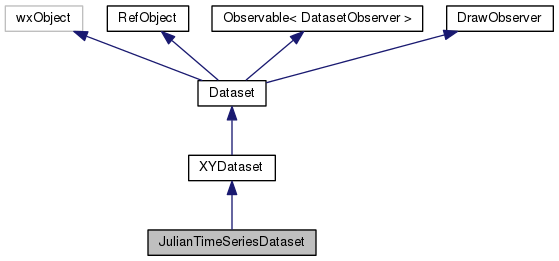 wxObject
RefObject
Observable< DatasetObserver >
DrawObserver
Dataset
XYDataset
JulianTimeSeriesDataset